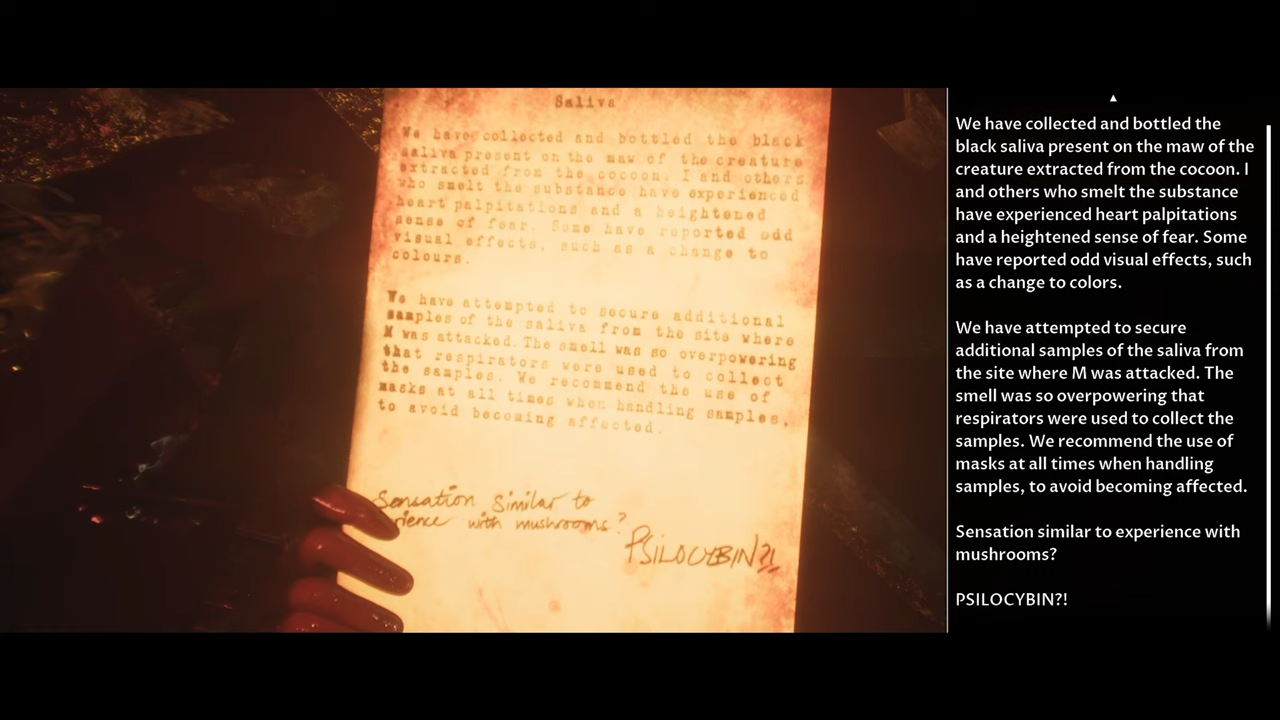 Saliva
We have collected and bottled the black
saliva present on the maw of the creature
extracted from the cocoon. I and others
who smelt the substance have experienced
heart palpitations and a heightened
sense of fear. Some have reported odd
visual effects, such as a change to
colours.
We have attempted to secure additional
samples of the saliva from the site where
M was attacked. The smell was so overpowering
that respirators were used to collect
the samples. We recommend the use of
masks at all times when handling samples,
to avoid becoming affected.
Sensation similar to
rience with mushrooms?
PSILOCYBIN?!
We have collected and bottled the
black saliva present on the maw of the
creature extracted from the cocoon. I
and others who smelt the substance
have experienced heart palpitations
and a heightened sense of fear. Some
have reported odd visual effects, such
as a change to colors.
We have attempted to secure
additional samples of the saliva from
the site where M was attacked. The
smell was so overpowering that
respirators were used to collect the
samples. We recommend the use of
masks at all times when handling
samples, to avoid becoming affected.
Sensation similar to experience with
mushrooms?
PSILOCYBIN?!